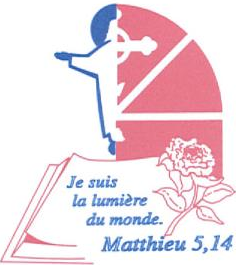 Je suis
la lumière
du monde.
Matthieu 5,14